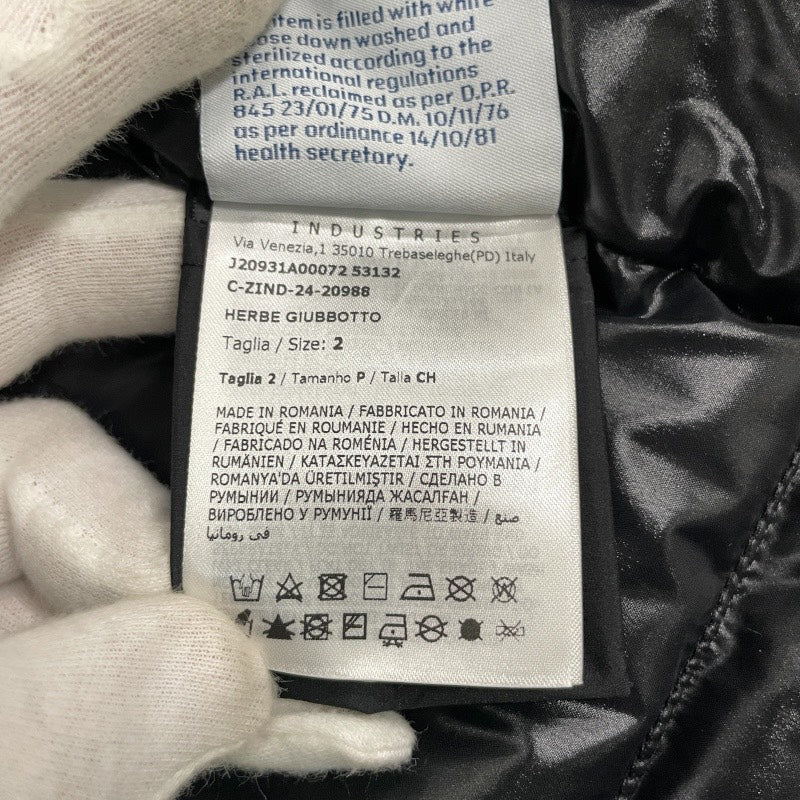 item is filled with white
down washed and
sterilized according to the
international regulations
R.A.L. reclaimed as per D.P.R.
845 23/01/75 D.M. 10/11/76
as per ordinance 14/10/81
health secretary.
INDUSTRIES
Via Venezia,1 35010 Trebaseleghe(PD) Italy
J20931A00072 53132
C-ZIND-24-20988
HERBE GIUBBOTTO
Taglia / Size: 2
Taglia 2 / Tamanho P / Talla CH
MADE IN ROMANIA / FABBRICATO IN ROMANIA /
FABRIQUÉ EN ROUMANIE / HECHO EN RUMANIA
/ FABRICADO NA ROMÉNIA / HERGESTELLT IN
RUMÄNIEN / ΚΑΤΑΣΚΕΥΑΖΕΤΑΙ ΣΤΗ ΡΟΥΜΑΝΙΑ /
ROMANYA'DA ÜRETILMIŞTIR / СДЕЛАНО В
РУМЫНИИ / РУМЫНИЯДА ЖАСАЛҒАН /
ВИРОБЛЕНО У РУМУНІЇ / 羅馬尼亞製造 / صنع
في رومانيا